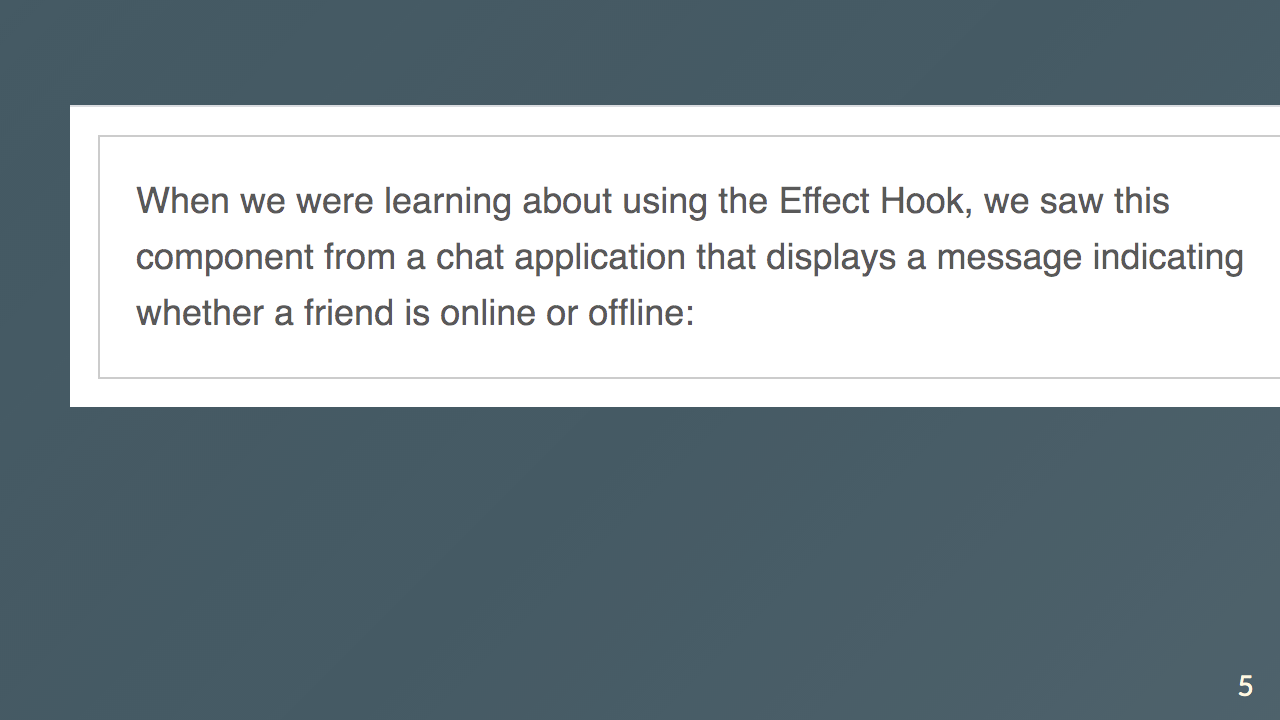 When we were learning about using the Effect Hook, we saw this
component from a chat application that displays a message indicating
whether a friend is online or offline:
5